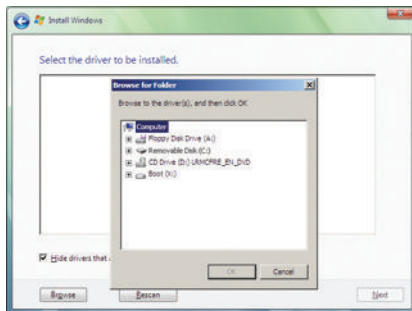 Install Windows
Select the driver to be installed.
Browse for Folder
Browse to the driver(s), and then click OK
Computer
Floppy Disk Drive (A:)
Removable Disk (C:)
CD Drive (D:) LRMCFRE_EN_DVD
Boot (X:)
Hide drivers that
OK
Cancel
Browse
Rescan
Next